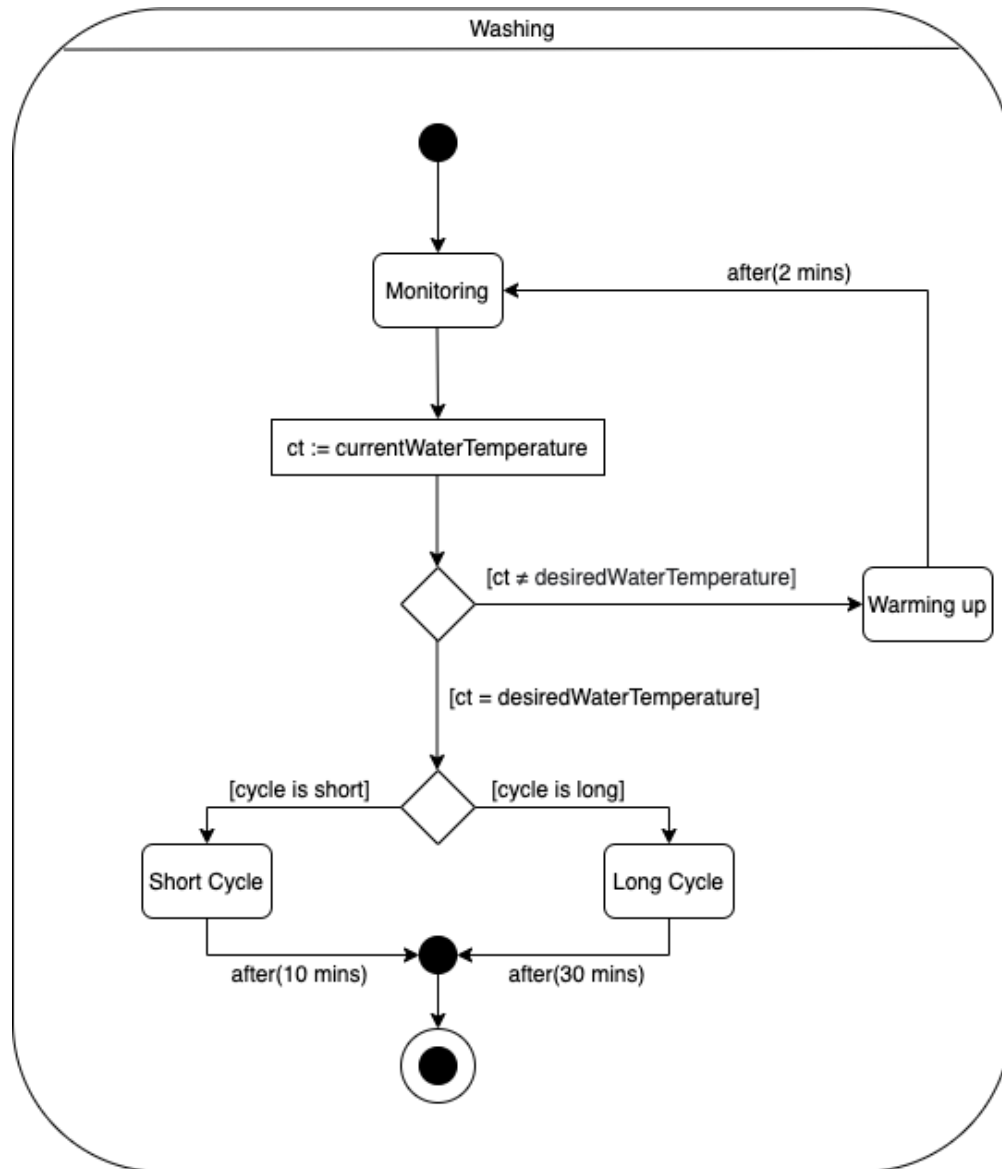 Washing
Monitoring
after(2 mins)
ct := currentWaterTemperature
[ct ≠ desiredWaterTemperature]
Warming up
[ct = desiredWaterTemperature]
[cycle is short]
[cycle is long]
Short Cycle
Long Cycle
after(10 mins)
after(30 mins)